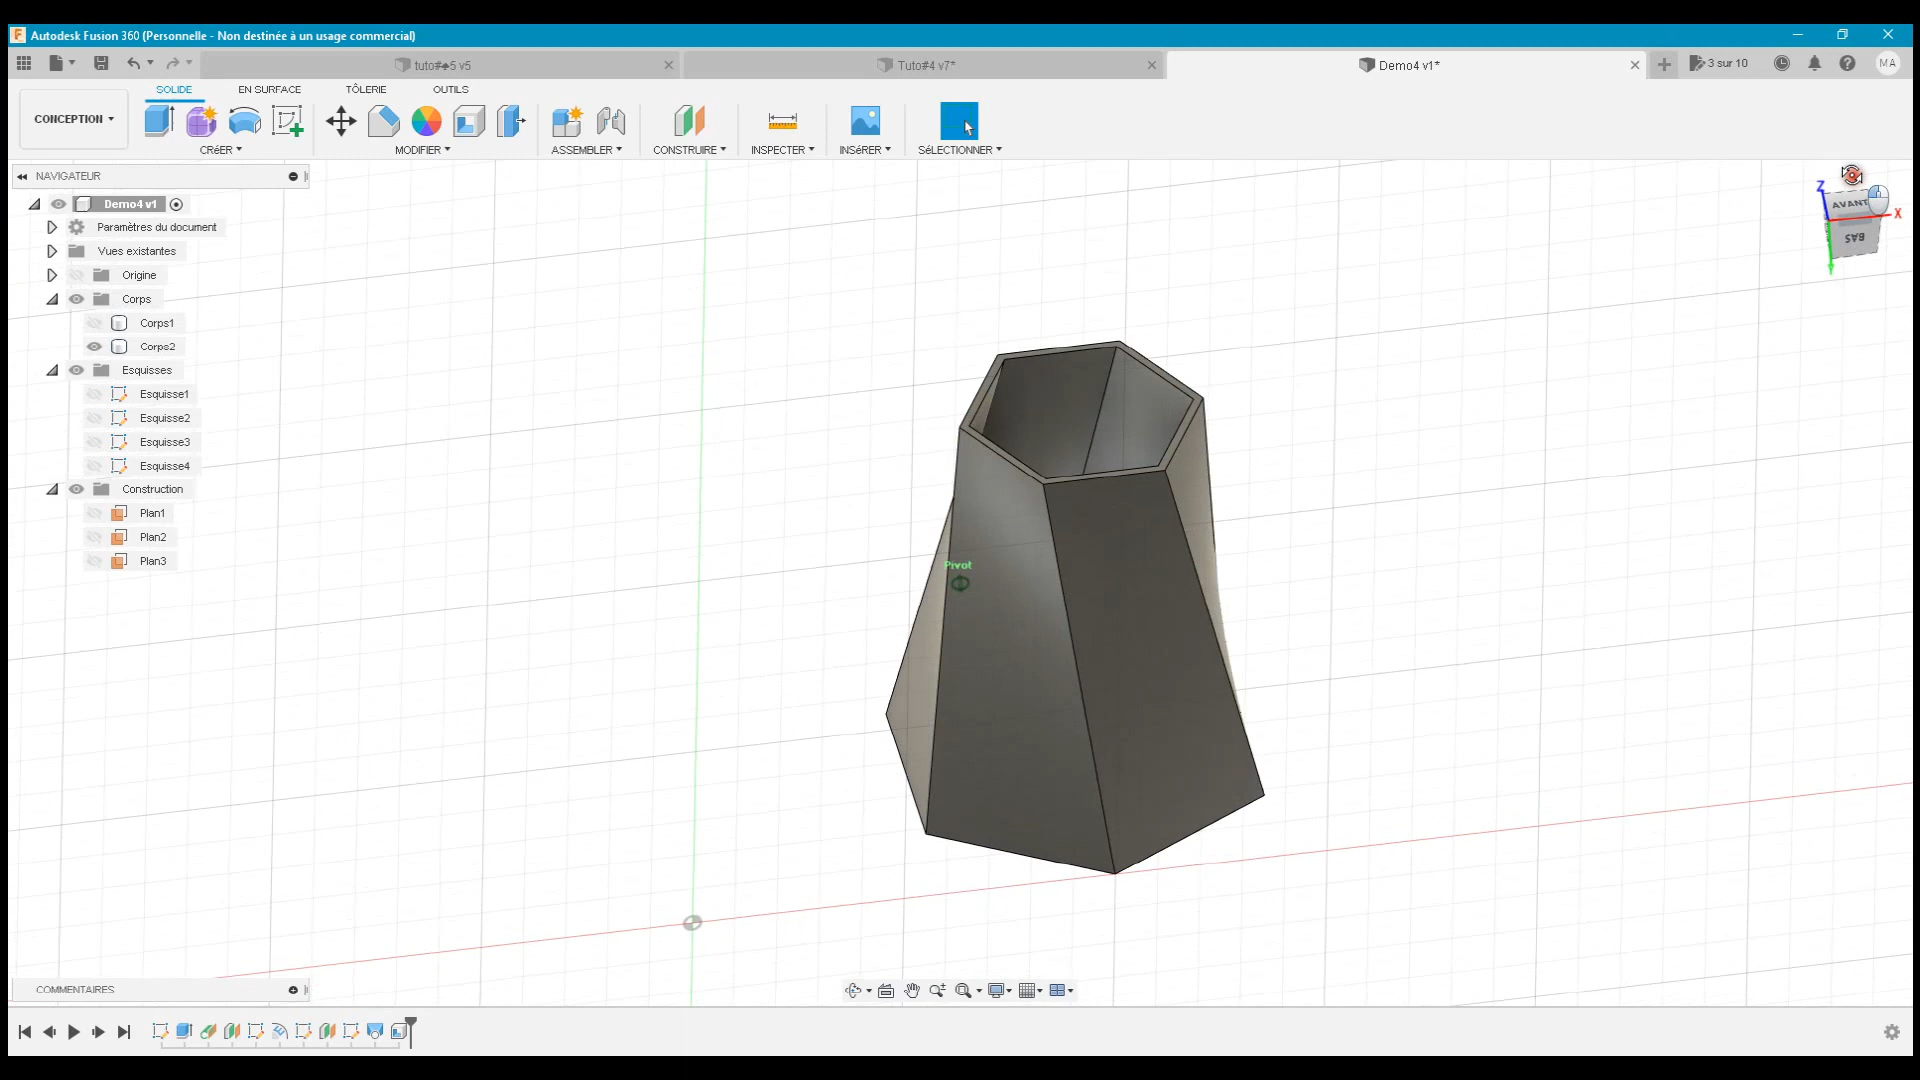 Autodesk Fusion 360 (Personnelle - Non destinée à un usage commercial)
tuto#♠5 v5
Tuto#4 v7*
Demo4 v1*
3 sur 10
MA
CONCEPTION
SOLIDE
EN SURFACE
TÔLERIE
OUTILS
CRéER
MODIFIER
ASSEMBLER
CONSTRUIRE
INSPECTER
INSéRER
SéLECTIONNER
NAVIGATEUR
Demo4 v1
Paramètres du document
Vues existantes
Origine
Corps
Corps1
Corps2
Esquisses
Esquisse1
Esquisse2
Esquisse3
Esquisse4
Construction
Plan1
Plan2
Plan3
Z
AVANT
X
BAS
Pivot
COMMENTAIRES